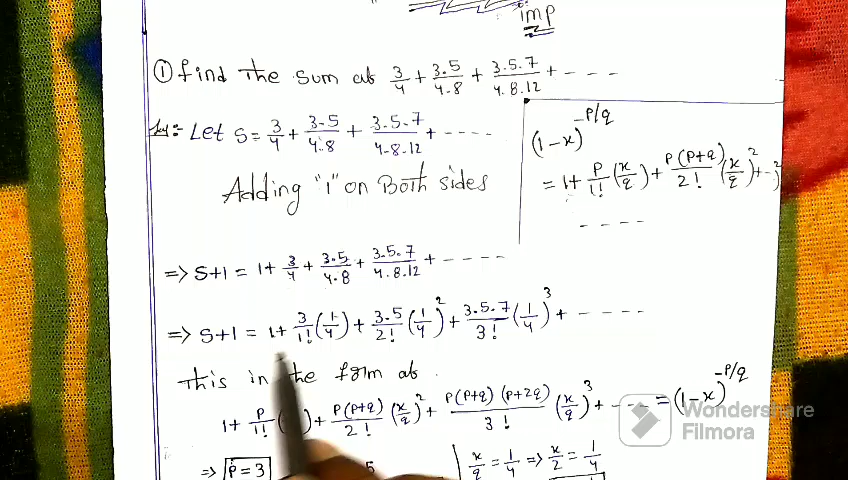 imp
① find The sum at 3/4 + 3.5/4.8 + 3.5.7/4.8.12 + ----
Let S = 3/4 + 3.5/4.8 + 3.5.7/4.8.12 + ----
Adding "1" on Both sides
(1-x)^-p/q
= 1 + p/1! (x/q) + p(p+q)/2! (x/q)^2 + --
----
=> S+1 = 1 + 3/4 + 3.5/4.8 + 3.5.7/4.8.12 + ----
=> S+1 = 1 + 3/1! (1/4) + 3.5/2! (1/4)^2 + 3.5.7/3! (1/4)^3 + ----
This in the form at
1 + p/1! + p(p+q)/2! (x/q)^2 + p(p+q)(p+2q)/3! (x/q)^3 + ---- = (1-x)^-p/q
=> p = 3
x/q = 1/4 => x/2 = 1/4
Wondershare
Filmora